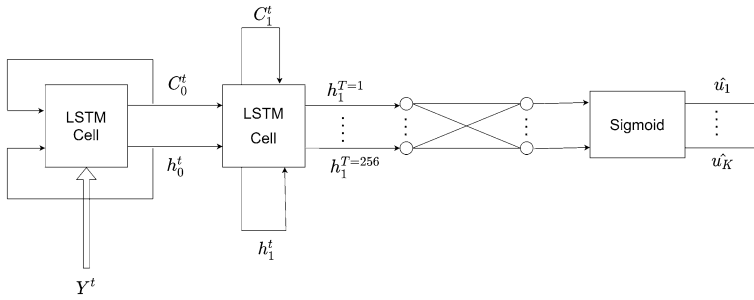 C_1^t
C_0^t
h_1^{T=1}
\hat{u_1}
LSTM
Cell
LSTM
Cell
Sigmoid
h_0^t
h_1^{T=256}
\hat{u_K}
h_1^t
Y^t